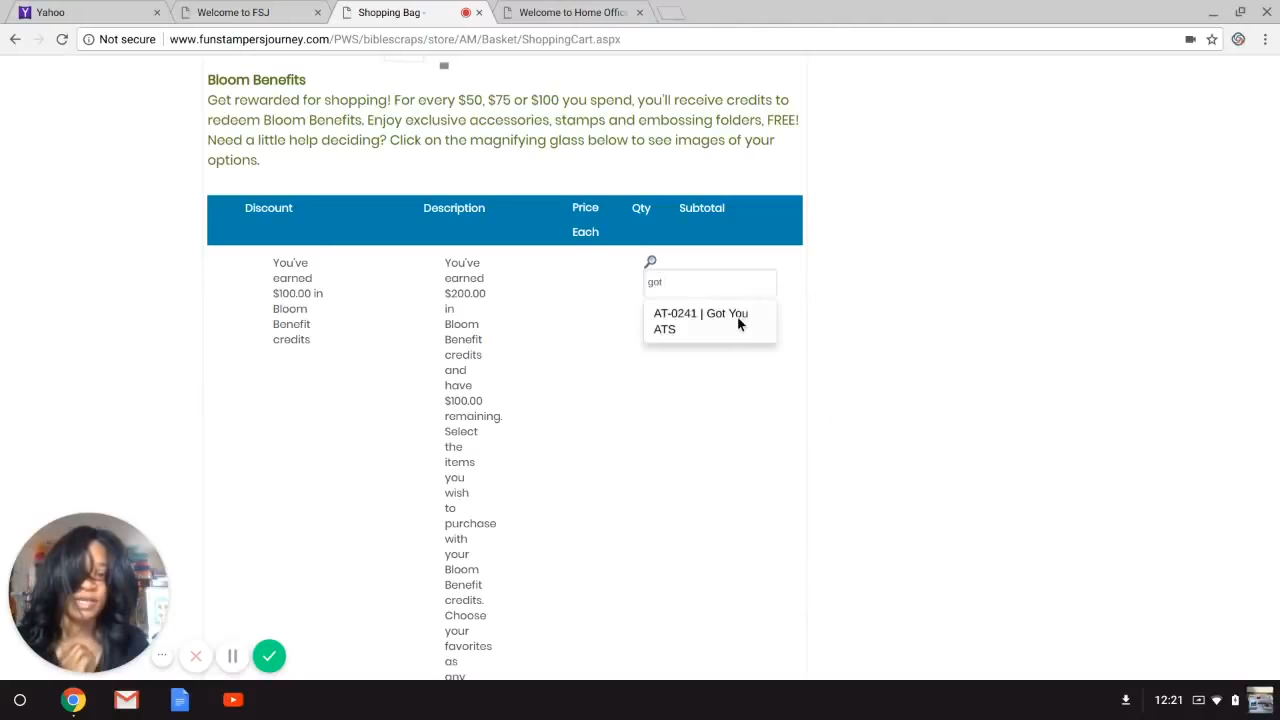 Yahoo
Welcome to FSJ
Shopping Bag -
Welcome to Home Office
Not secure
www.funstampersjourney.com/PWS/biblescraps/store/AM/Basket/ShoppingCart.aspx
Bloom Benefits
Get rewarded for shopping! For every $50, $75 or $100 you spend, you'll receive credits to
redeem Bloom Benefits. Enjoy exclusive accessories, stamps and embossing folders, FREE!
Need a little help deciding? Click on the magnifying glass below to see images of your
options.
Discount
Description
Price
Each
Qty
Subtotal
You've
earned
$100.00 in
Bloom
Benefit
credits
You've
earned
$200.00
in
Bloom
Benefit
credits
and
have
$100.00
remaining.
Select
the
items
you
wish
to
purchase
with
your
Bloom
Benefit
credits.
Choose
your
favorites
as
any
got
AT-0241 | Got You
ATS
12:21